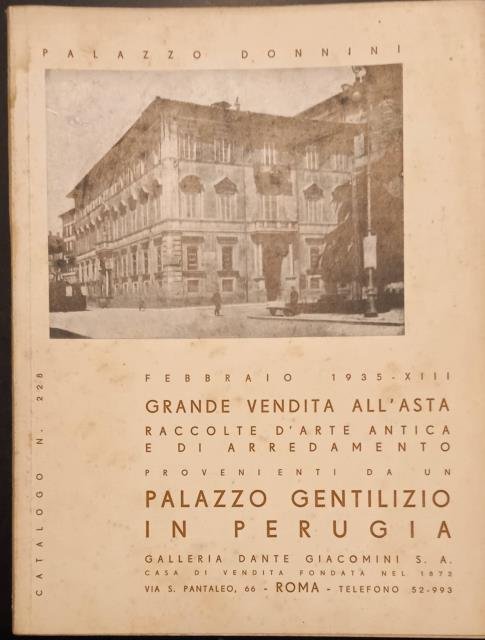 PALAZZO DONNINI
CATALOGO N. 228
FEBBRAIO 1935-XIII
GRANDE VENDITA ALL'ASTA
RACCOLTE D'ARTE ANTICA
E DI ARREDAMENTO
PROVENIENTI DA UN
PALAZZO GENTILIZIO
IN PERUGIA
GALLERIA DANTE GIACOMINI S. A.
CASA DI VENDITA FONDATA NEL 1872
VIA S. PANTALEO, 66 - ROMA - TELEFONO 52-993